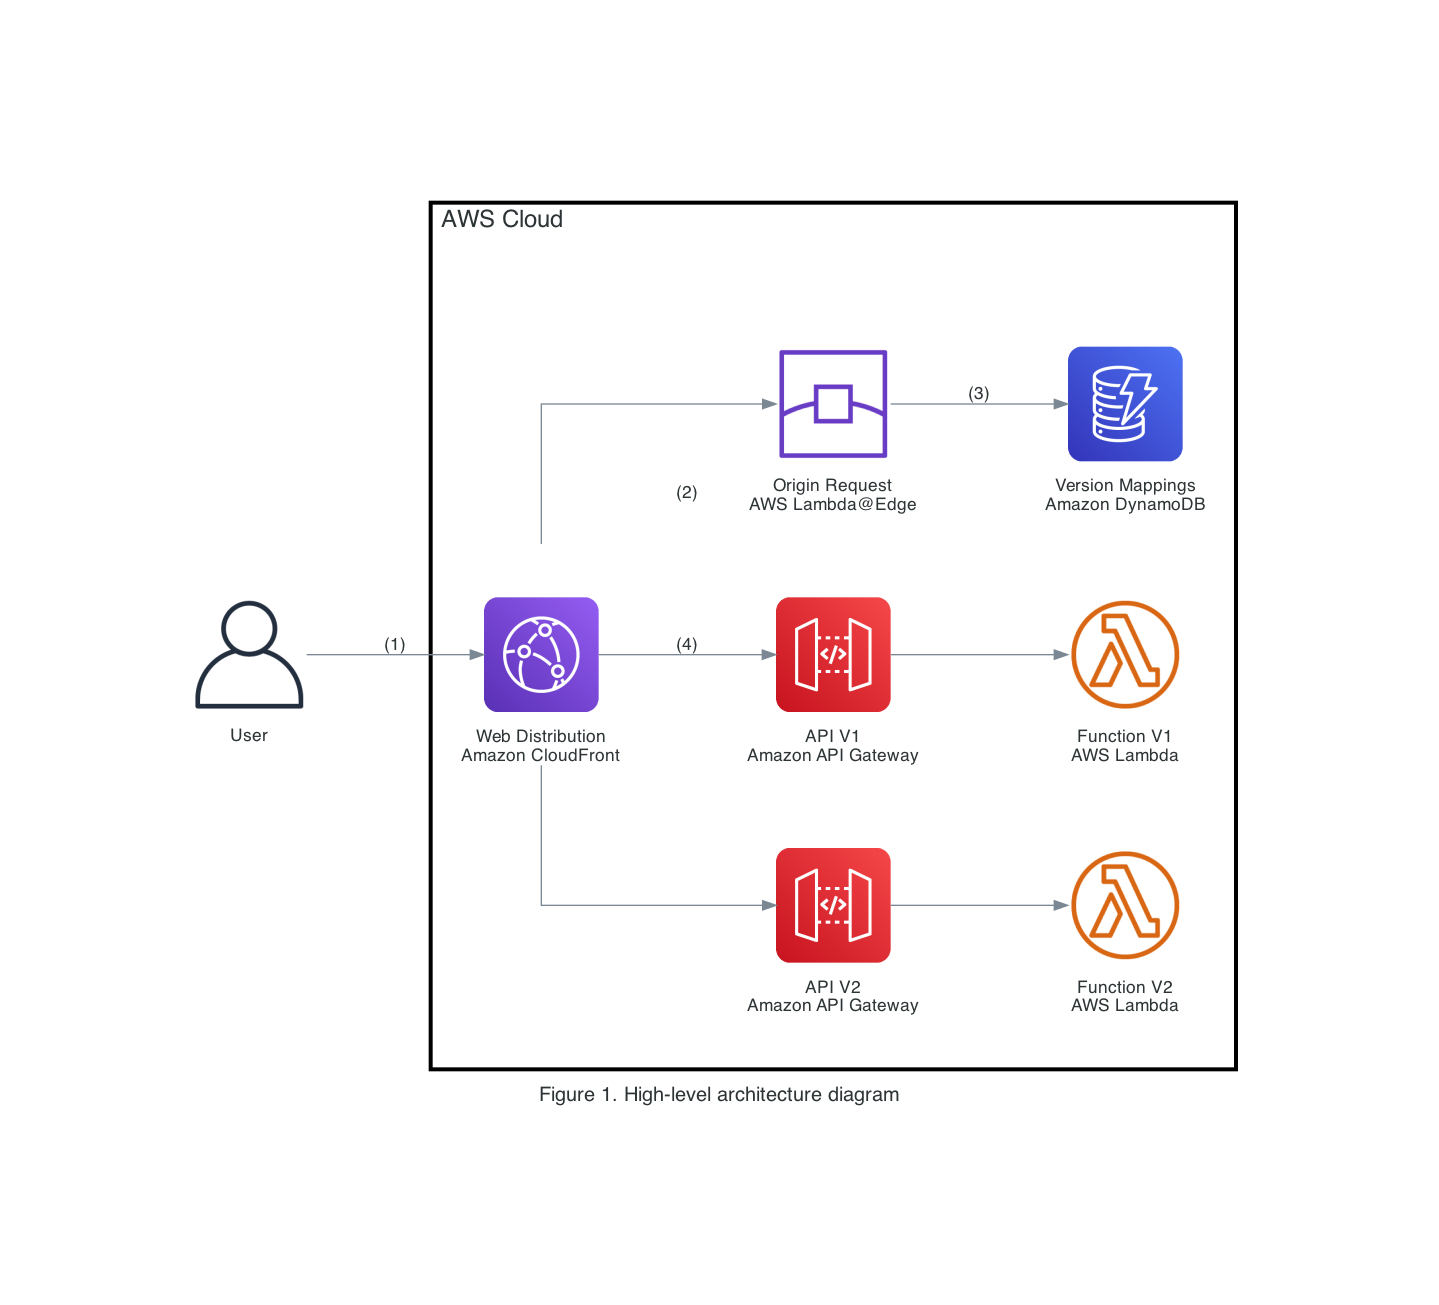 AWS Cloud
(3)
Origin Request
AWS Lambda@Edge
Version Mappings
Amazon DynamoDB
(2)
(1)
(4)
User
Web Distribution
Amazon CloudFront
API V1
Amazon API Gateway
Function V1
AWS Lambda
API V2
Amazon API Gateway
Function V2
AWS Lambda
Figure 1. High-level architecture diagram